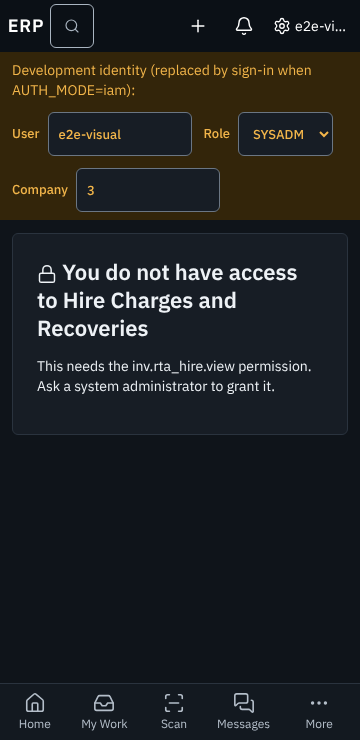 ERP
e2e-vi...
Development identity (replaced by sign-in when
AUTH_MODE=iam):
User e2e-visual Role SYSADM
Company 3
You do not have access
to Hire Charges and
Recoveries
This needs the inv.rta_hire.view permission.
Ask a system administrator to grant it.
Home My Work Scan Messages More